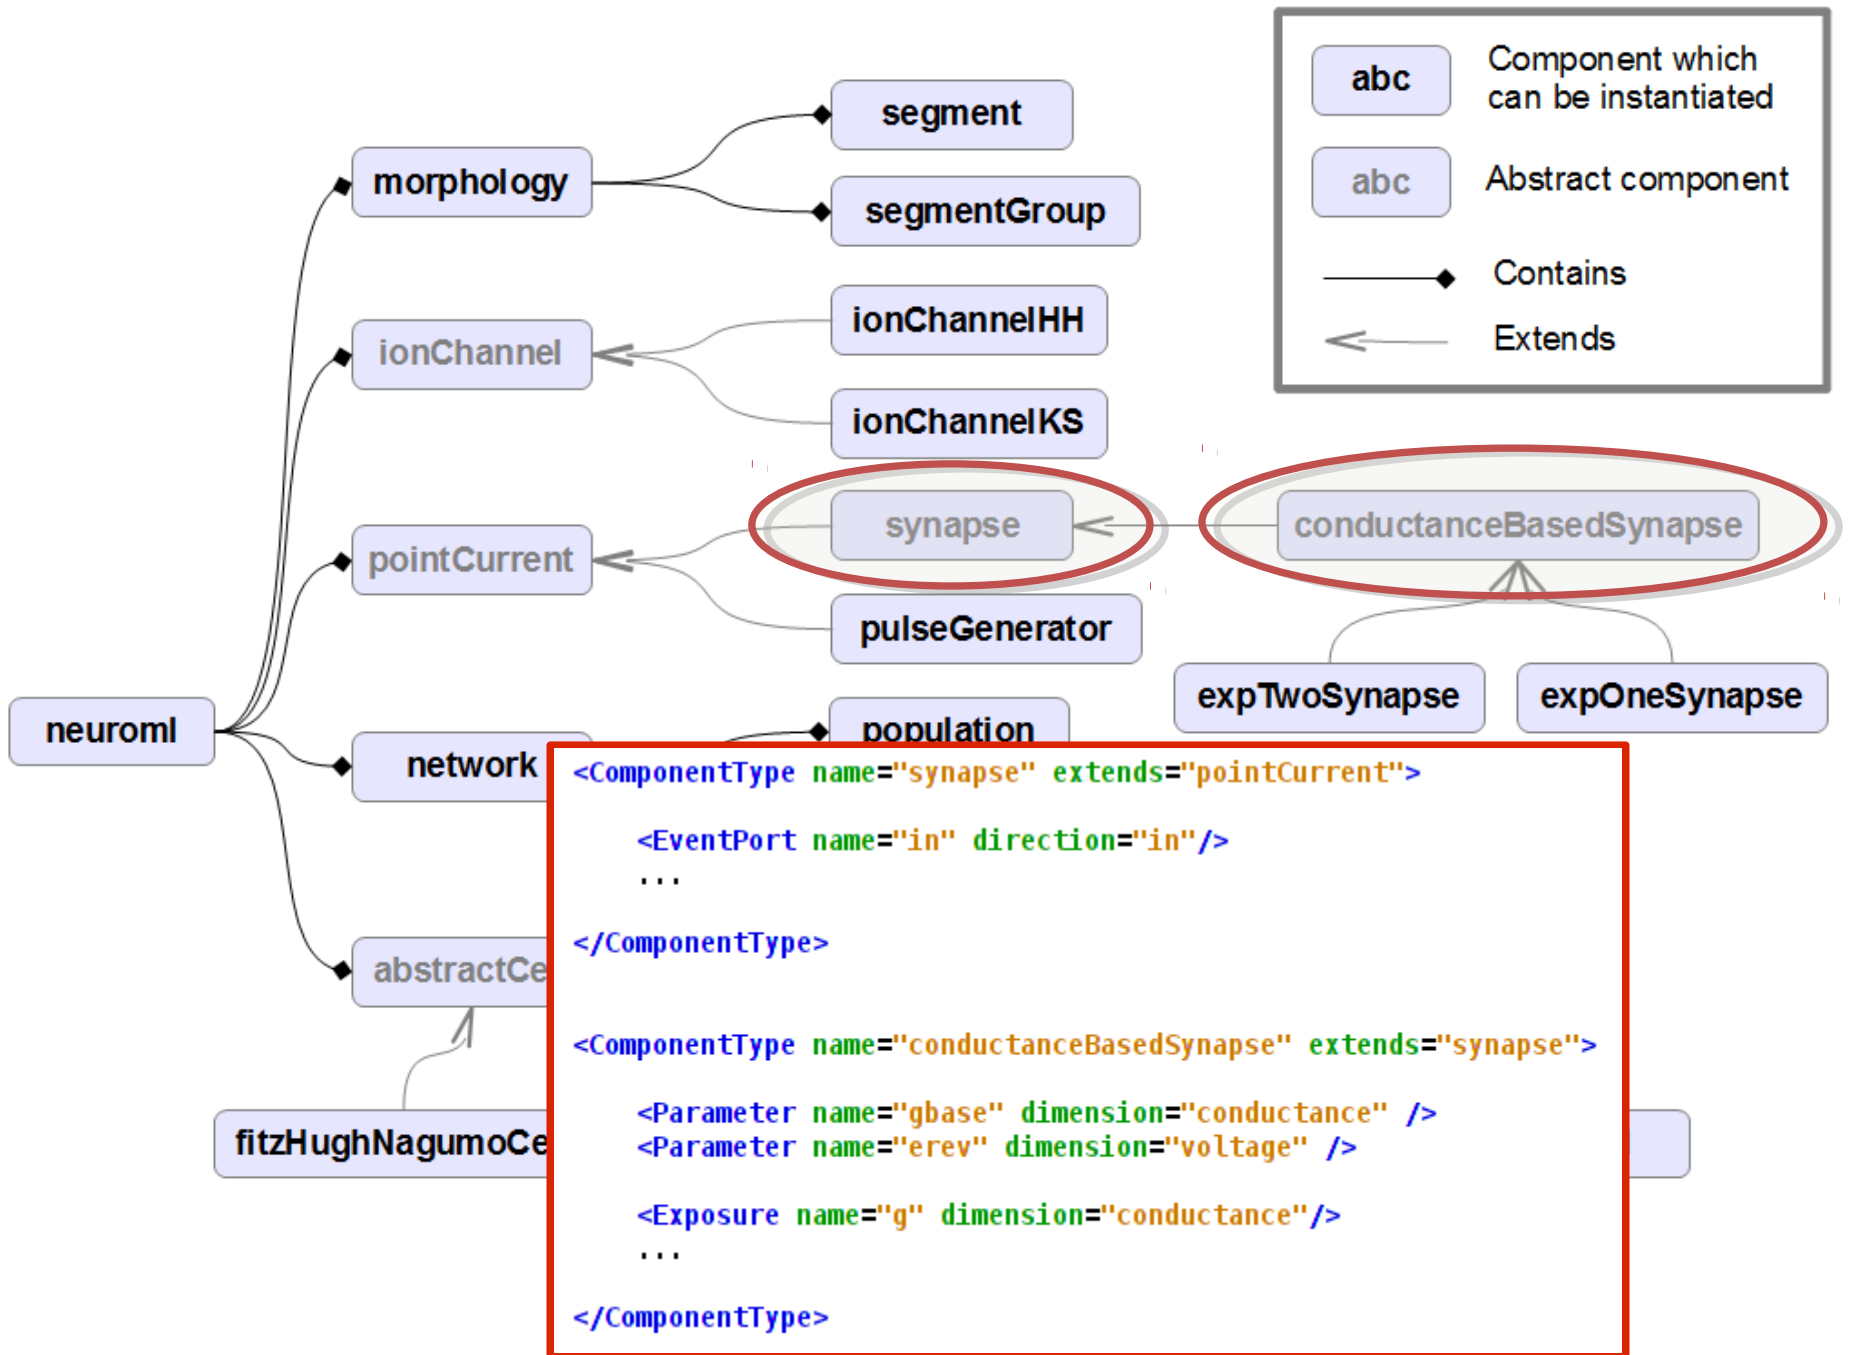 abc
Component which
can be instantiated
abc
Abstract component
Contains
Extends
segment
morphology
segmentGroup
ionChannelHH
ionChannel
ionChannelKS
synapse
conductanceBasedSynapse
pointCurrent
pulseGenerator
expTwoSynapse
expOneSynapse
neuroml
population
network
abstractCe
fitzHughNagumoCe
<ComponentType name="synapse" extends="pointCurrent">
<EventPort name="in" direction="in"/>
...
</ComponentType>
<ComponentType name="conductanceBasedSynapse" extends="synapse">
<Parameter name="gbase" dimension="conductance" />
<Parameter name="erev" dimension="voltage" />
<Exposure name="g" dimension="conductance"/>
...
</ComponentType>